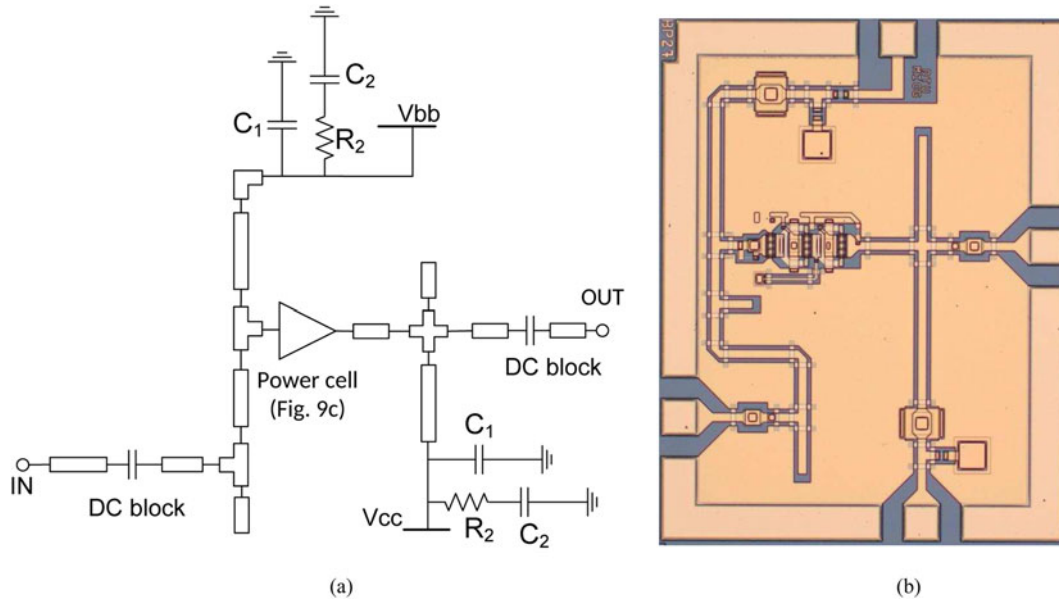 C₂
C₁
R₂
Vbb
OUT
DC block
Power cell
(Fig. 9c)
C₁
IN
DC block
Vcc
R₂
C₂
(a)
(b)